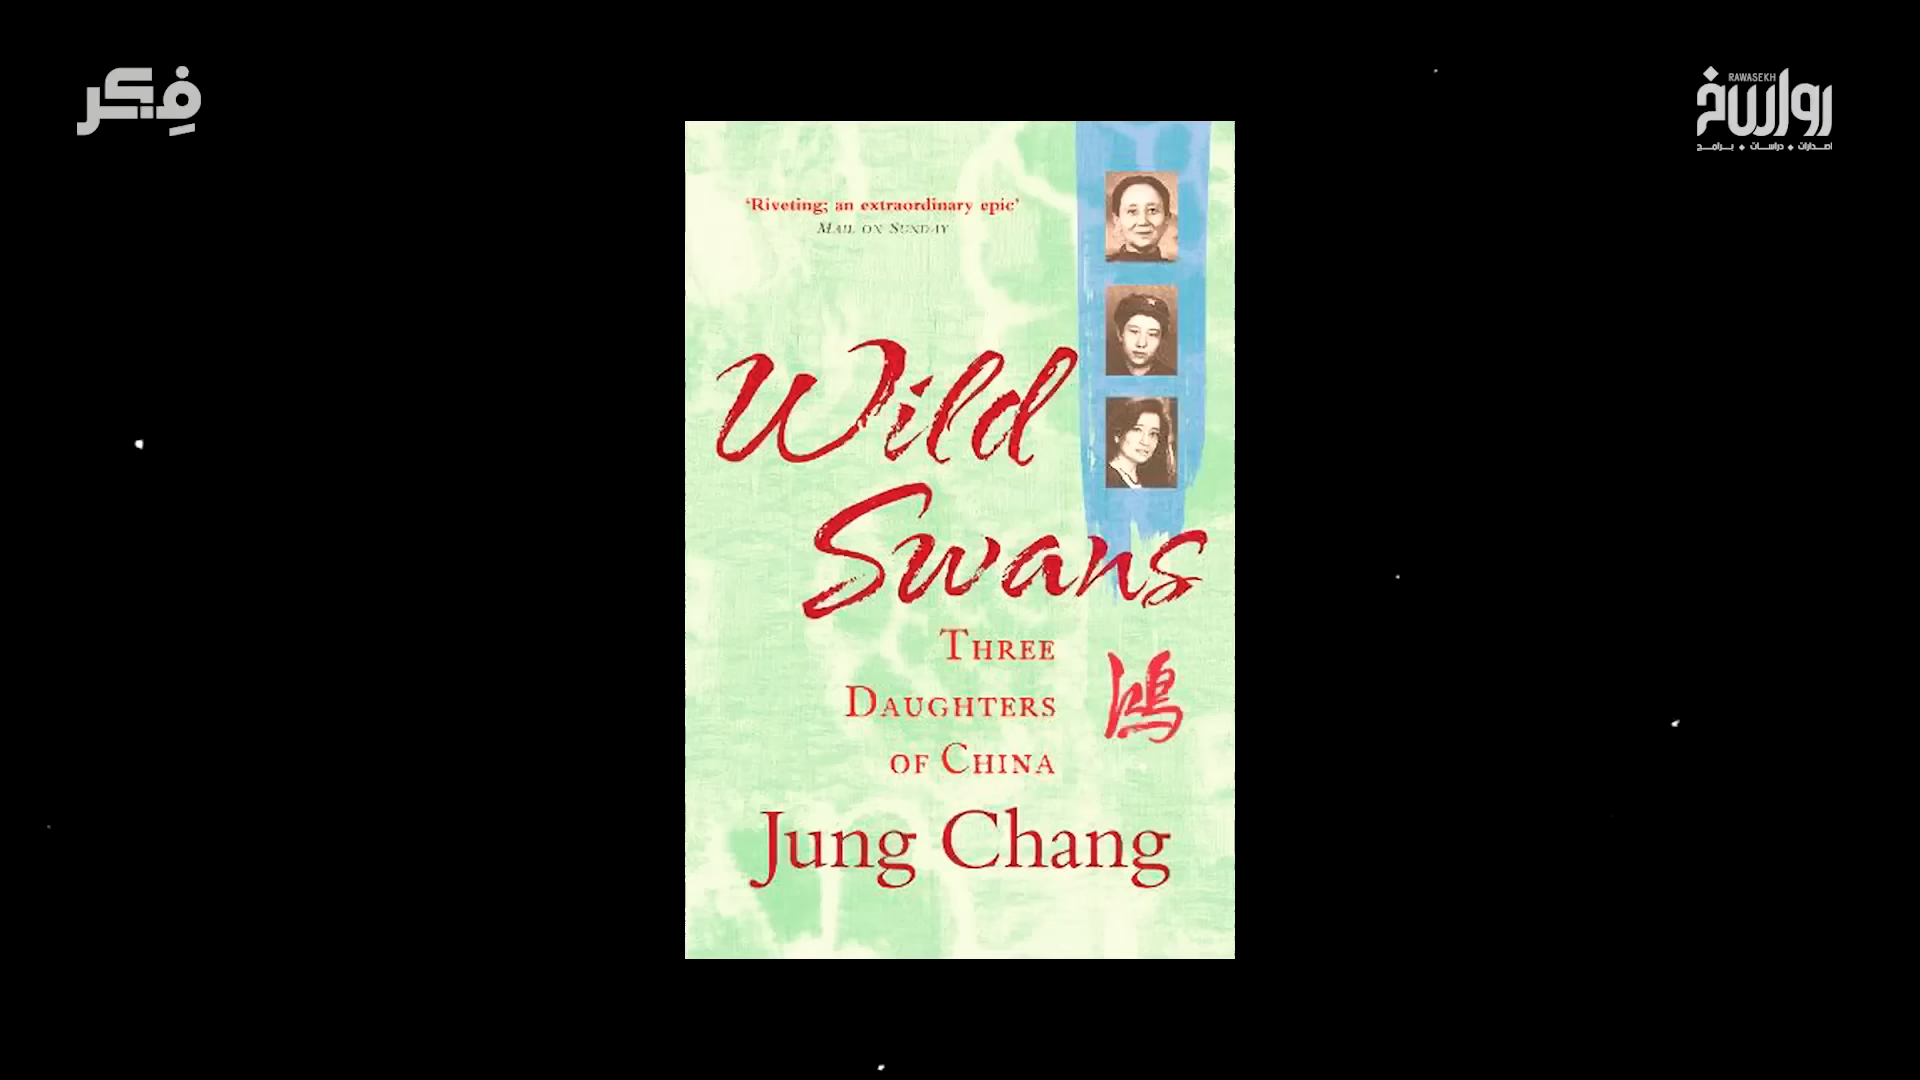 فِكر
RAWASEKH
رواسخ
اصدارات ◆ دراسات ◆ برامج
‘Riveting; an extraordinary epic’
MAIL ON SUNDAY
Wild
Swans
THREE
DAUGHTERS
OF CHINA
鴻
Jung Chang